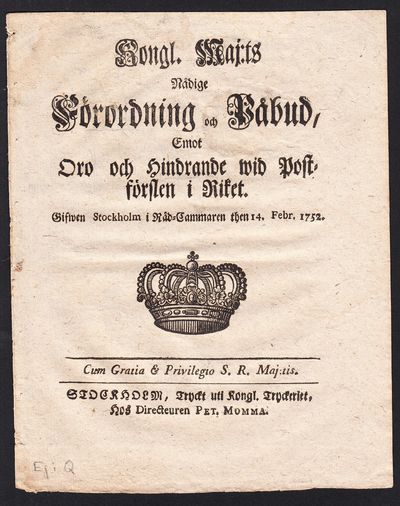 Kongl. Maj:ts
Nådige
Förordning och Påbud,
Emot
Oro och Hindrande wid Post-
förslen i Riket.
Gifwen Stockholm i Råd-Cammaren then 14. Febr. 1752.
Cum Gratia & Privilegio S. R. Maj:tis.
STOCKHOLM, Tryckt uti Kongl. Tryckeriet,
Hos Directeuren PET. MOMMA.
Ej i Q